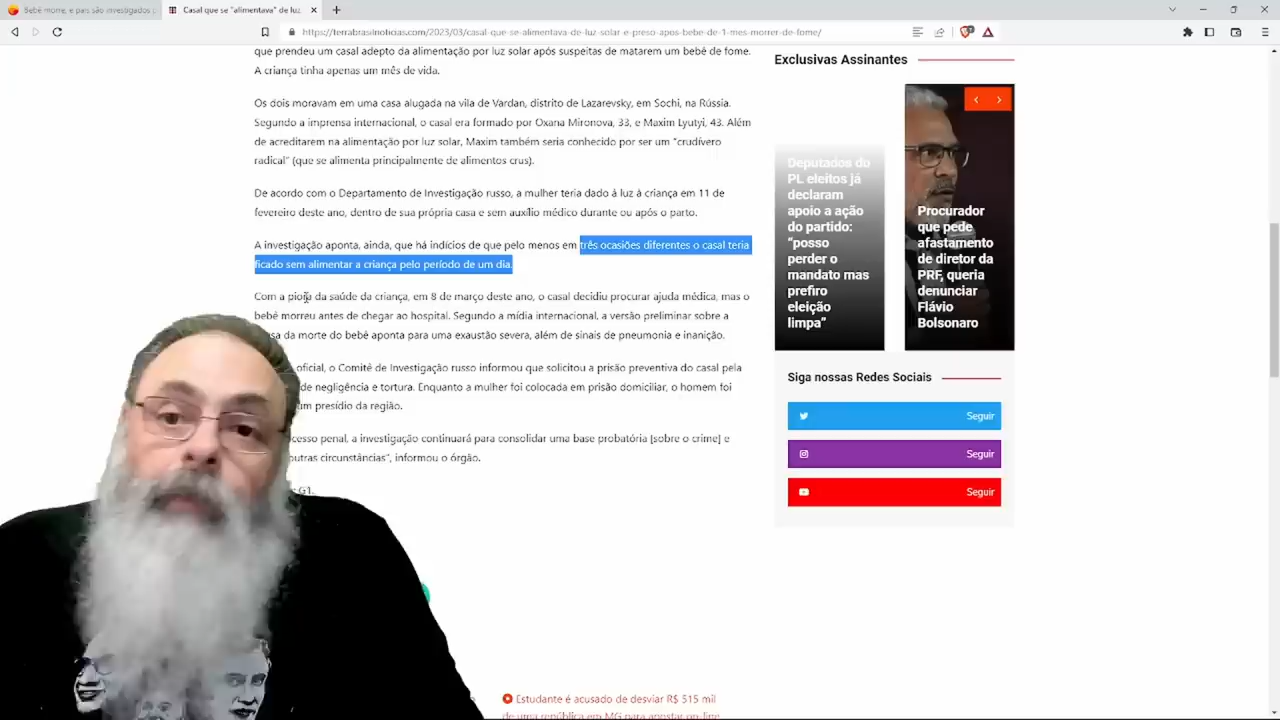 Bebê morre, e pais são investigados
Casal que se "alimentava" de luz
https://terrabrasilnoticias.com/2023/03/casal-que-se-alimentava-de-luz-solar-e-preso-apos-bebe-de-1-mes-morrer-de-fome/
que prendeu um casal adepto da alimentação por luz solar após suspeitas de matarem um bebê de fome.
A criança tinha apenas um mês de vida.
Os dois moravam em uma casa alugada na vila de Vardan, distrito de Lazarevsky, em Sochi, na Rússia.
Segundo a imprensa internacional, o casal era formado por Oxana Mironova, 33, e Maxim Lyutyi, 43. Além
de acreditarem na alimentação por luz solar, Maxim também seria conhecido por ser um “crudívero
radical” (que se alimenta principalmente de alimentos crus).
De acordo com o Departamento de Investigação russo, a mulher teria dado à luz à criança em 11 de
fevereiro deste ano, dentro de sua própria casa e sem auxílio médico durante ou após o parto.
A investigação aponta, ainda, que há indícios de que pelo menos em três ocasiões diferentes o casal teria
ficado sem alimentar a criança pelo período de um dia.
Com a piora da saúde da criança, em 8 de março deste ano, o casal decidiu procurar ajuda médica, mas o
bebê morreu antes de chegar ao hospital. Segundo a mídia internacional, a versão preliminar sobre a
da morte do bebê aponta para uma exaustão severa, além de sinais de pneumonia e inanição.
oficial, o Comitê de Investigação russo informou que solicitou a prisão preventiva do casal pela
de negligência e tortura. Enquanto a mulher foi colocada em prisão domiciliar, o homem foi
um presídio da região.
cesso penal, a investigação continuará para consolidar uma base probatória [sobre o crime] e
outras circunstâncias”, informou o órgão.
G1.
Exclusivas Assinantes
Deputados do
PL eleitos já
declaram
apoio a ação
do partido:
“posso
perder o
mandato mas
prefiro
eleição
limpa”
Procurador
que pede
afastamento
de diretor da
PRF, queria
denunciar
Flávio
Bolsonaro
Siga nossas Redes Sociais
Seguir
Seguir
Seguir
Estudante é acusado de desviar R$ 515 mil
de uma república em MG para apostar on-line